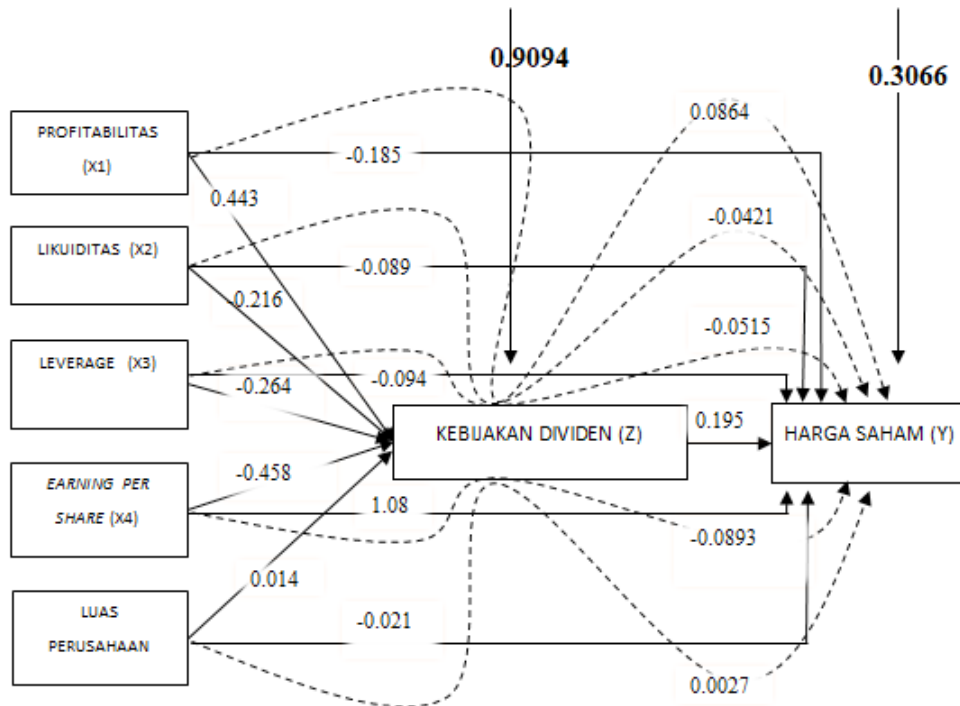 0.9094
0.3066
PROFITABILITAS
(X1)
0.0864
-0.185
0.443
-0.0421
LIKUIDITAS (X2)
-0.089
-0.216
-0.0515
LEVERAGE (X3)
-0.094
-0.264
0.195
KEBIJAKAN DIVIDEN (Z)
HARGA SAHAM (Y)
-0.458
EARNING PER
SHARE (X4)
1.08
-0.0893
0.014
LUAS
PERUSAHAAN
-0.021
0.0027